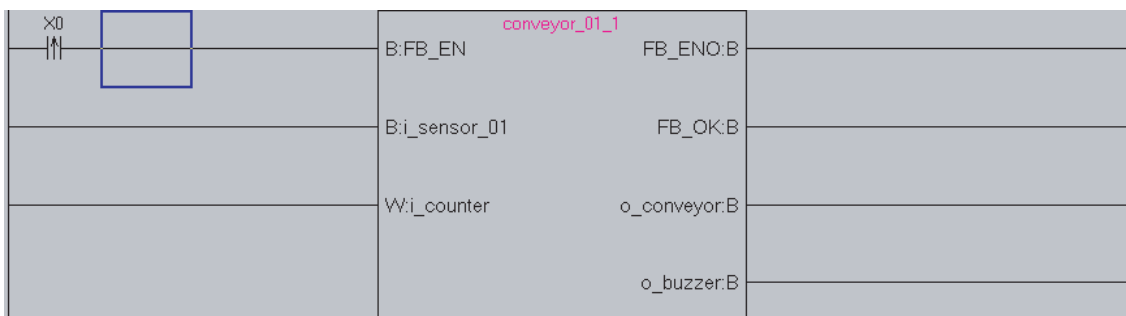 X0
conveyor_01_1
B:FB_EN FB_ENO:B
B:i_sensor_01 FB_OK:B
W:i_counter o_conveyor:B
o_buzzer:B